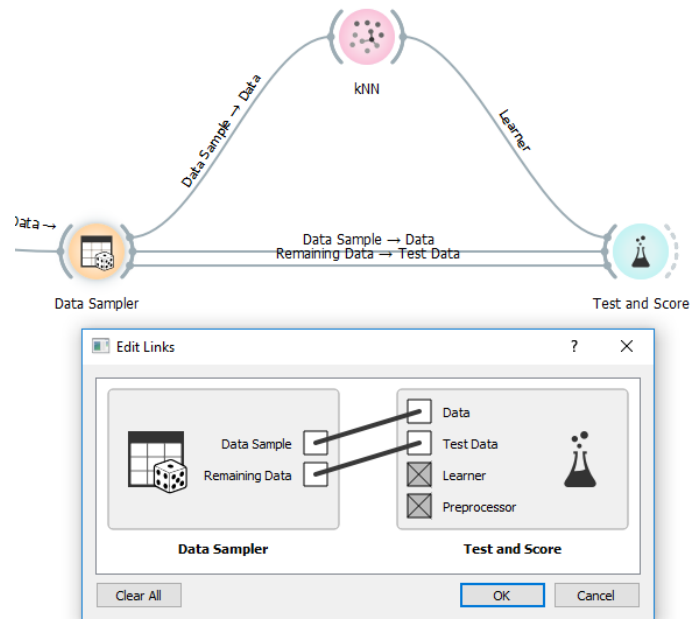 kNN
Data Sample → Data
Learner
Data →
Data Sample → Data
Remaining Data → Test Data
Data Sampler
Test and Score
Edit Links
?
Data
Data Sample
Test Data
Remaining Data
Learner
Preprocessor
Data Sampler
Test and Score
Clear All
OK
Cancel